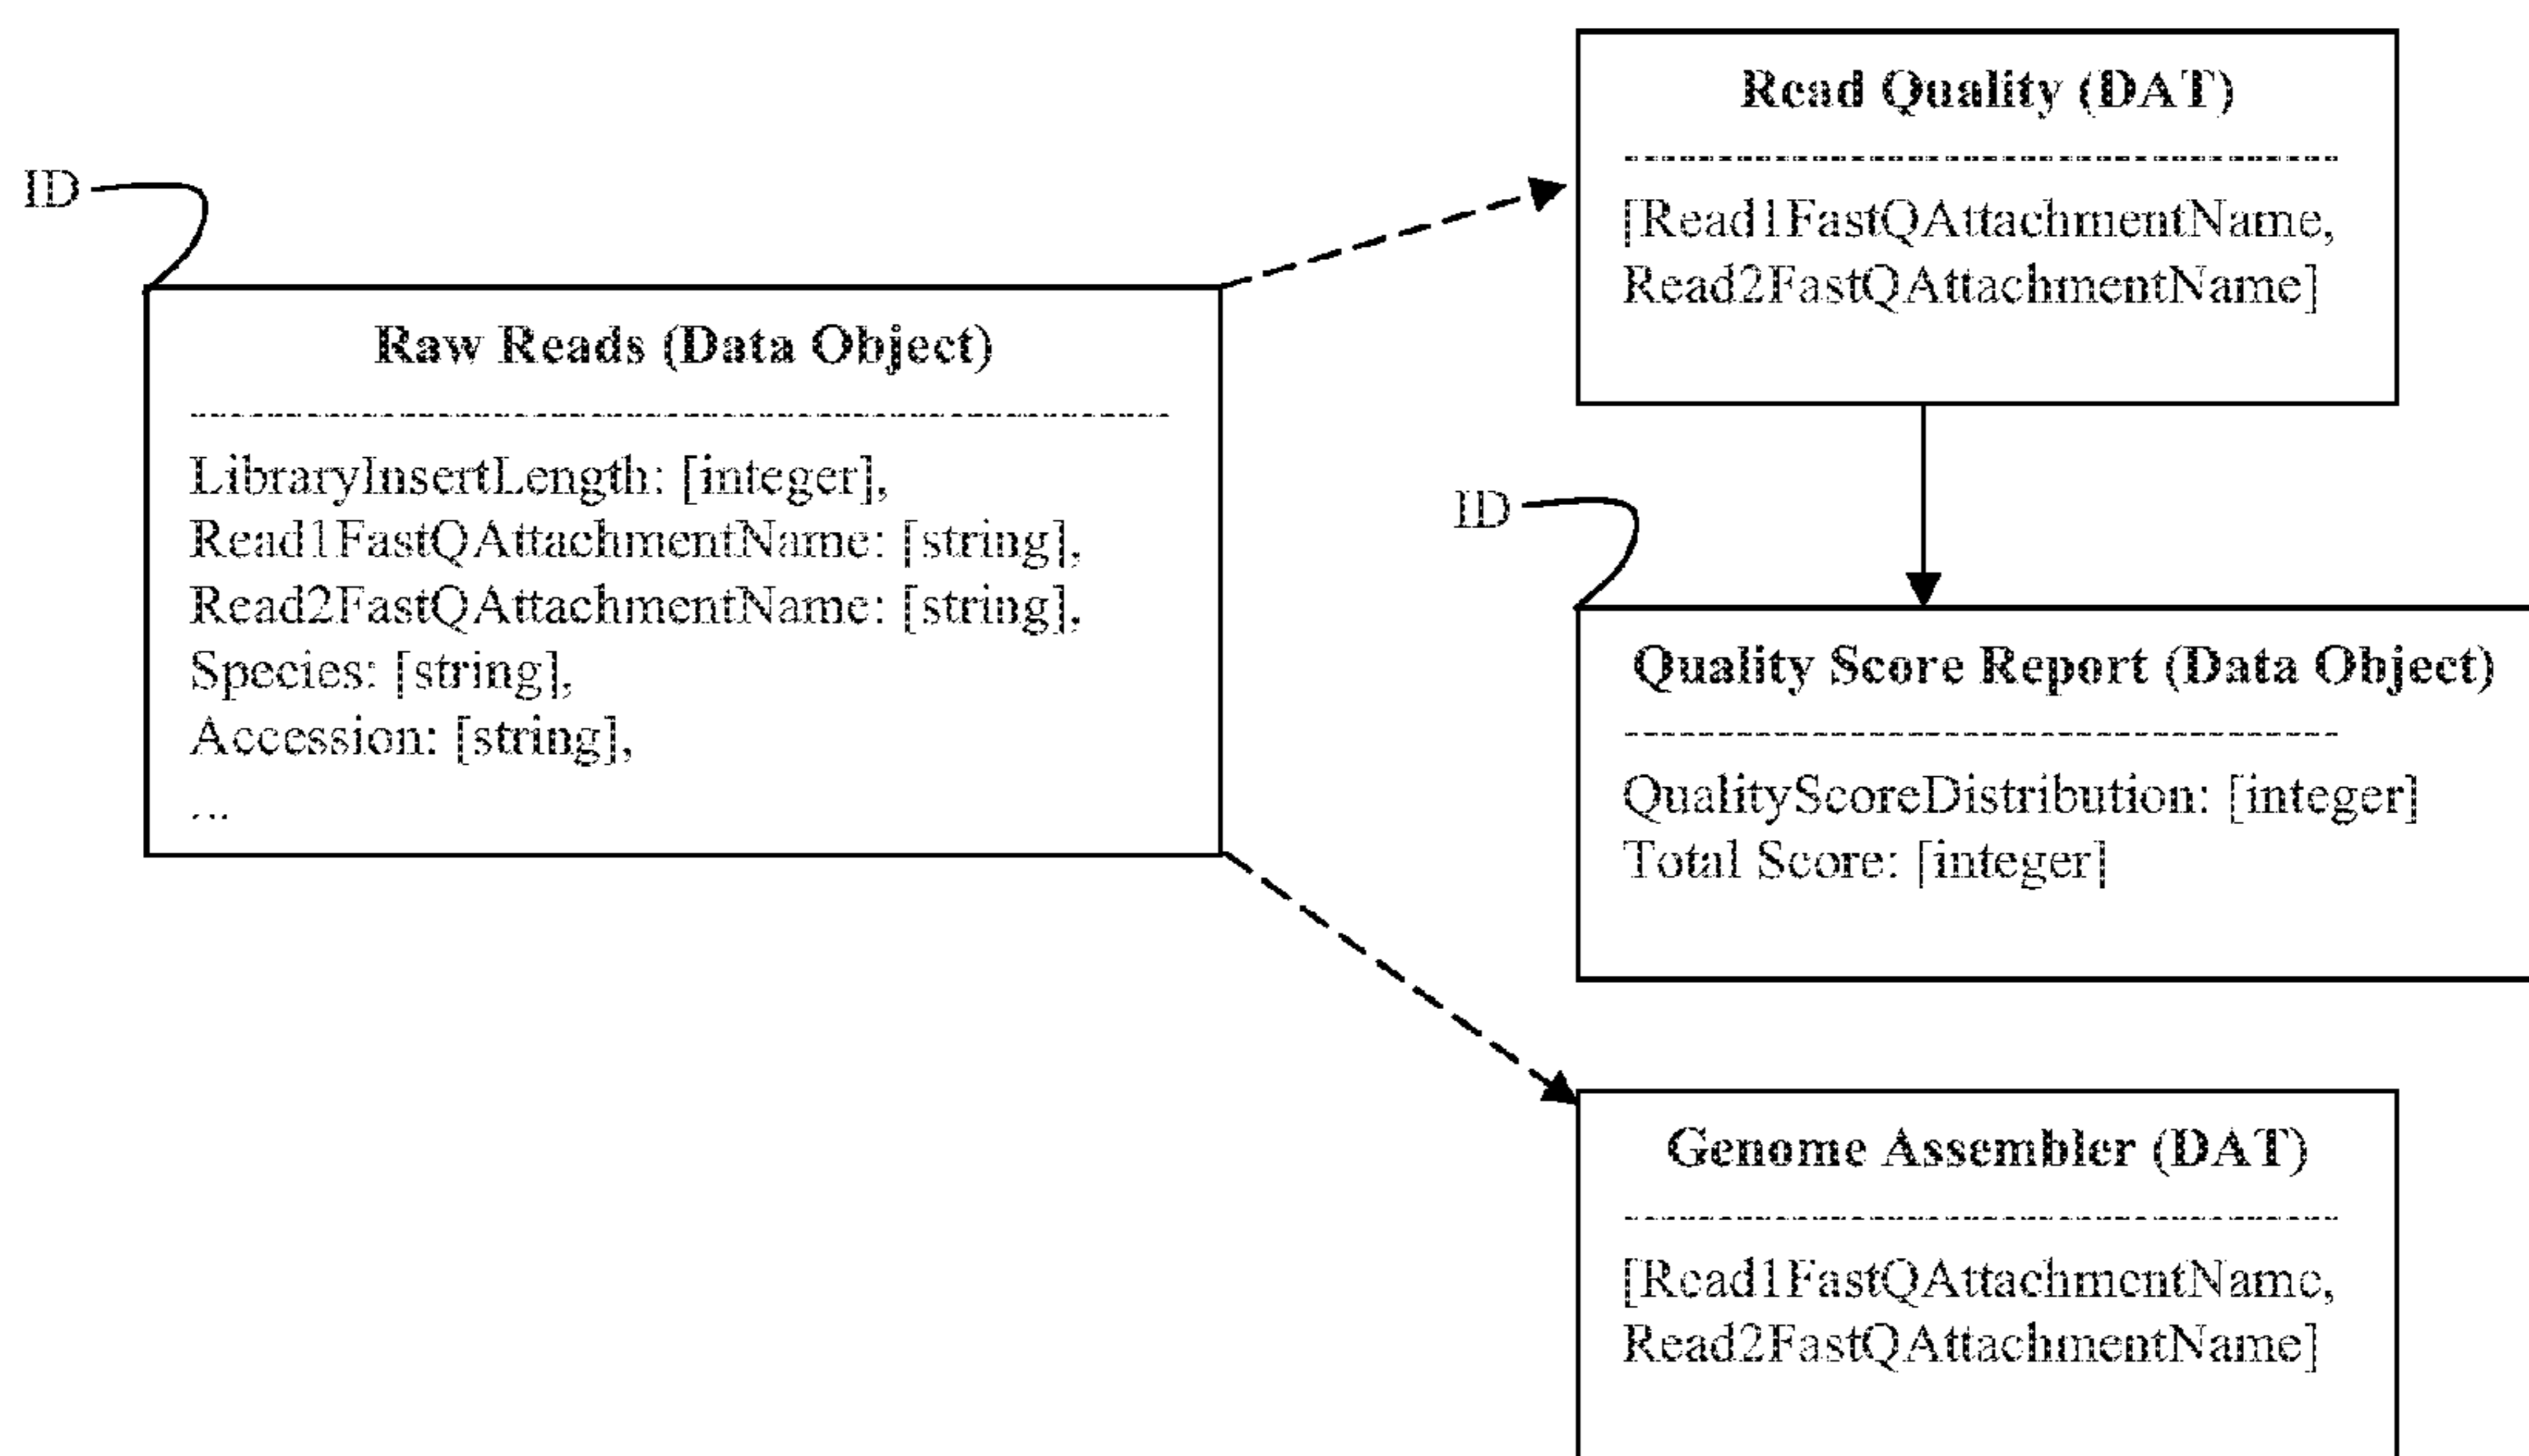 Read Quality (DAT)
[Read1FastQAttachmentName,
Read2FastQAttachmentName]
ID
Raw Reads (Data Object)
LibraryInsertLength: [integer],
Read1FastQAttachmentName: [string],
Read2FastQAttachmentName: [string],
Species: [string],
Accession: [string],
...
ID
Quality Score Report (Data Object)
QualityScoreDistribution: [integer]
Total Score: [integer]
Genome Assembler (DAT)
[Read1FastQAttachmentName,
Read2FastQAttachmentName]